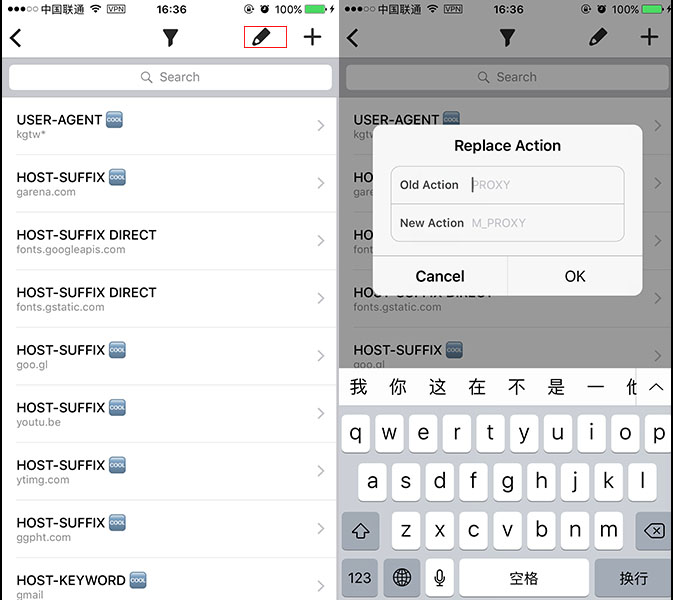 中国联通 VPN 16:36 100%
Search
USER-AGENT COOL
kgtw*
HOST-SUFFIX COOL
garena.com
HOST-SUFFIX DIRECT
fonts.googleapis.com
HOST-SUFFIX DIRECT
fonts.gstatic.com
HOST-SUFFIX COOL
goo.gl
HOST-SUFFIX COOL
youtu.be
HOST-SUFFIX COOL
ytimg.com
HOST-SUFFIX COOL
ggpht.com
HOST-KEYWORD COOL
gmail
中国联通 VPN 16:36 100%
Search
USER-AGENT COOL
kgtw*
Replace Action
Old Action PROXY
New Action M_PROXY
Cancel OK
HOST-SUFFIX DIRECT
fonts.gstatic.com
HOST-SUFFIX COOL
goo.gl
我 你 这 在 不 是 一 他
q w e r t y u i o p
a s d f g h j k l
z x c v b n m
123 空格 换行